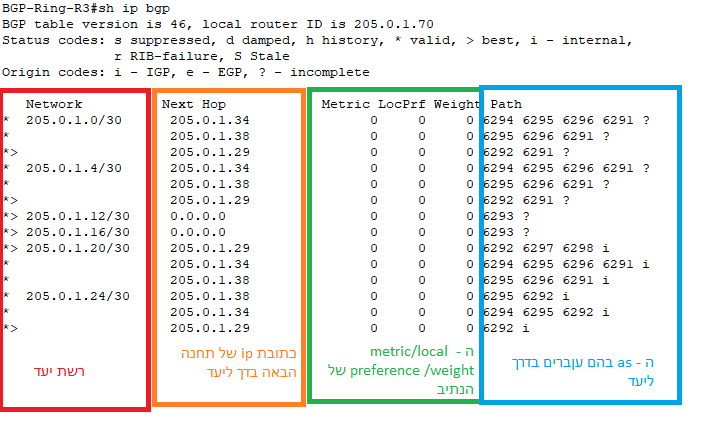 BGP-Ring-R3#sh ip bgp
BGP table version is 46, local router ID is 205.0.1.70
Status codes: s suppressed, d damped, h history, * valid, > best, i - internal,
r RIB-failure, S Stale
Origin codes: i - IGP, e - EGP, ? - incomplete
Network Next Hop Metric LocPrf Weight Path
* 205.0.1.0/30 205.0.1.34 0 0 0 6294 6295 6296 6291 ?
* 205.0.1.38 0 0 0 6295 6296 6291 ?
*> 205.0.1.29 0 0 0 6292 6291 ?
* 205.0.1.4/30 205.0.1.34 0 0 0 6294 6295 6296 6291 ?
* 205.0.1.38 0 0 0 6295 6296 6291 ?
*> 205.0.1.29 0 0 0 6292 6291 ?
*> 205.0.1.12/30 0.0.0.0 0 0 0 6293 ?
*> 205.0.1.16/30 0.0.0.0 0 0 0 6293 ?
*> 205.0.1.20/30 205.0.1.29 0 0 0 6292 6297 6298 i
* 205.0.1.34 0 0 0 6294 6295 6296 6291 i
* 205.0.1.38 0 0 0 6295 6296 6291 i
* 205.0.1.24/30 205.0.1.38 0 0 0 6295 6292 i
* 205.0.1.34 0 0 0 6294 6295 6292 i
*> 205.0.1.29 0 0 0 6292 i
רשת יעד
כתובת ip של תחנה
הבאה בדך ליעד
ה - metric/local
preference /weight של
הנתיב
ה - as בהם עוברים בדרך
ליעד